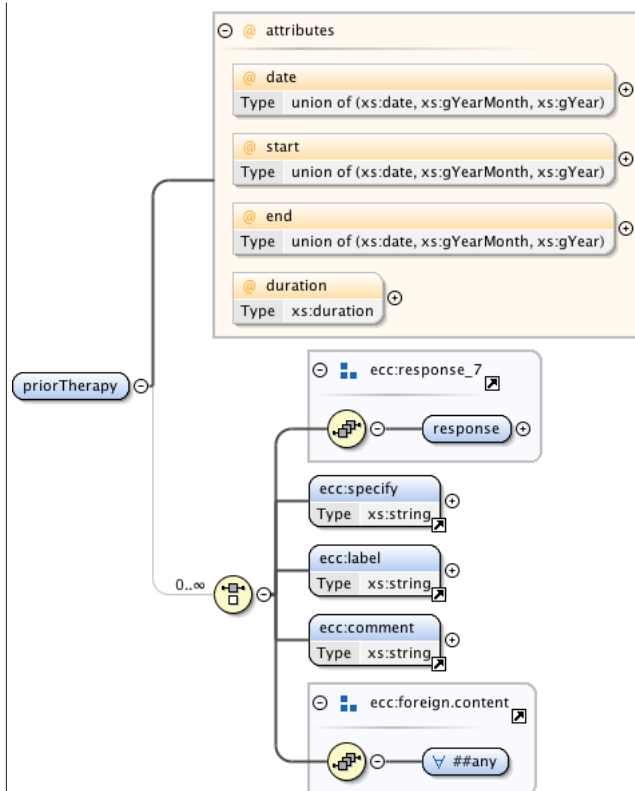 @ attributes
@ date
Type union of (xs:date, xs:gYearMonth, xs:gYear)
@ start
Type union of (xs:date, xs:gYearMonth, xs:gYear)
@ end
Type union of (xs:date, xs:gYearMonth, xs:gYear)
@ duration
Type xs:duration
priorTherapy
ecc:response_7
response
ecc:specify
Type xs:string
ecc:label
Type xs:string
0..∞
ecc:comment
Type xs:string
ecc:foreign.content
∀ ##any